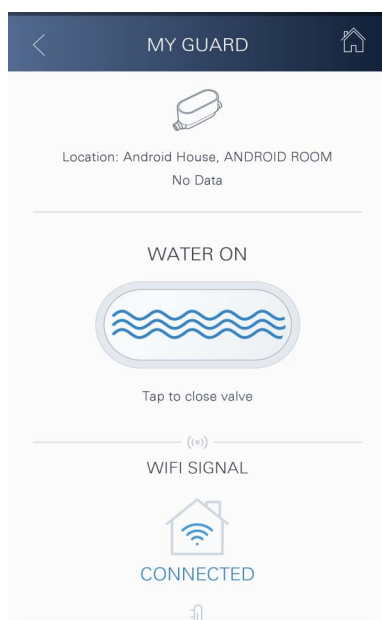 MY GUARD
Location: Android House, ANDROID ROOM
No Data
WATER ON
Tap to close valve
WIFI SIGNAL
CONNECTED